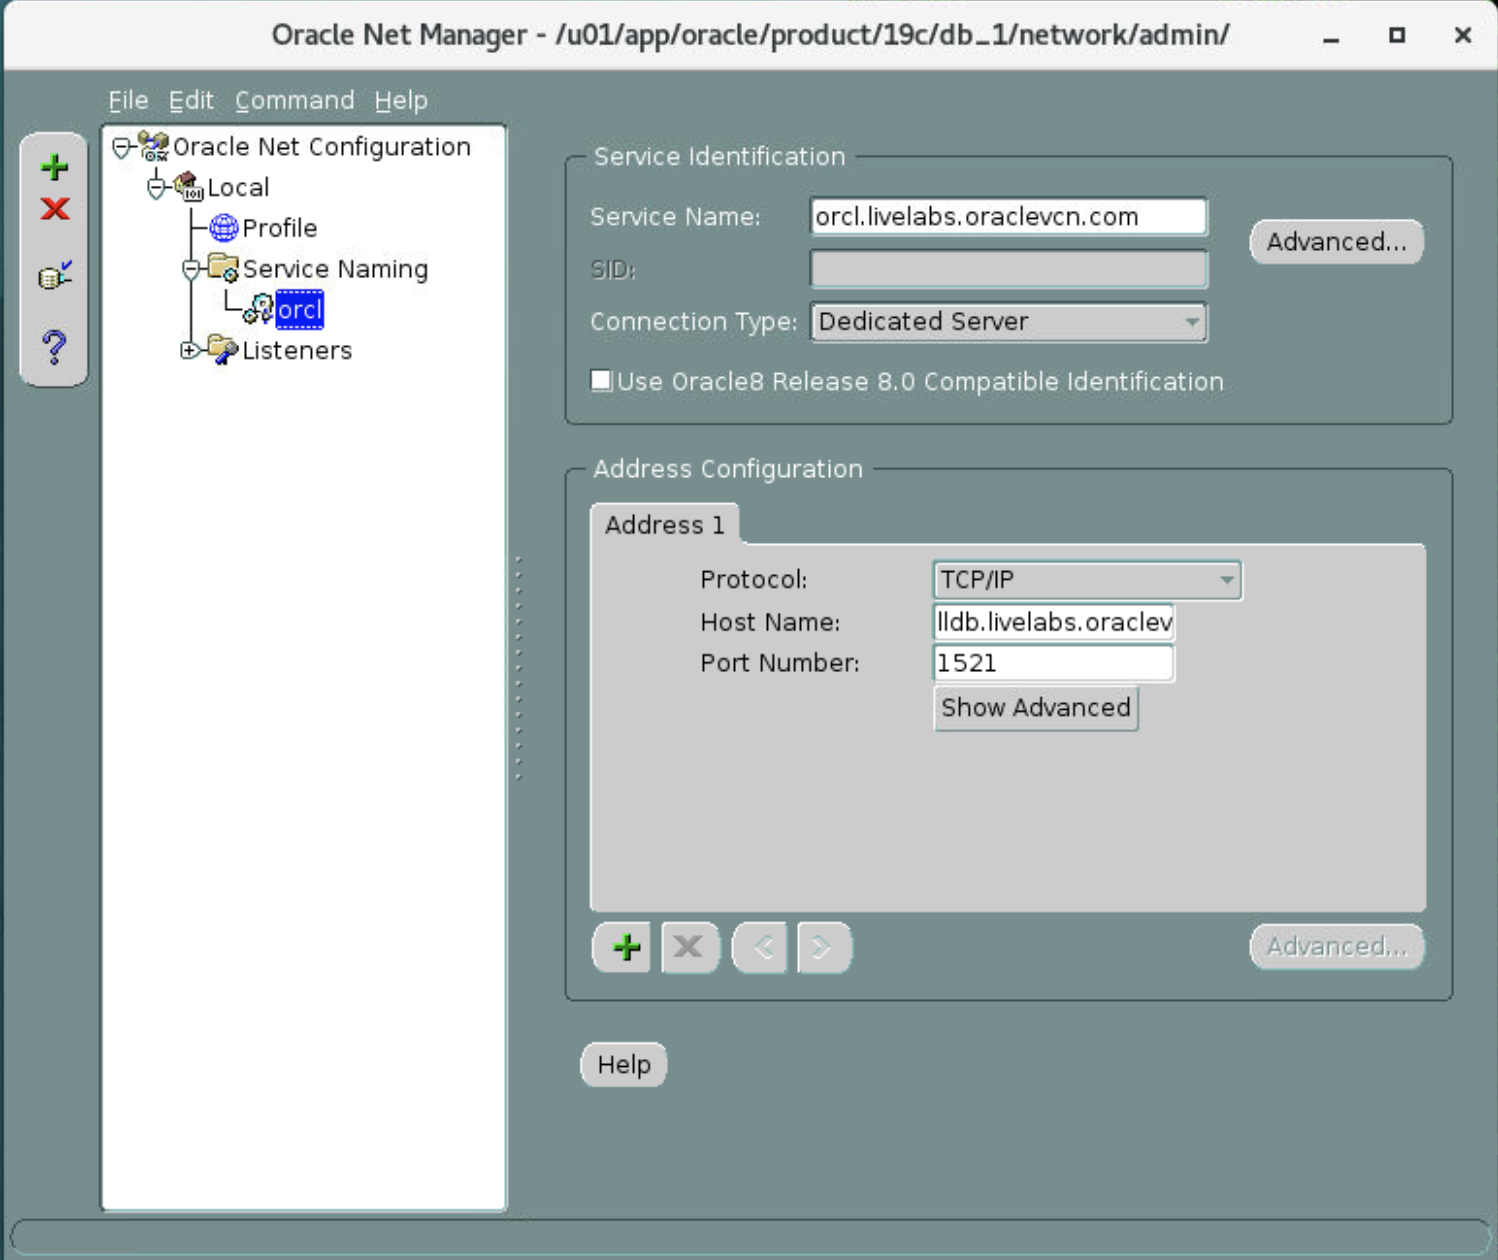 Oracle Net Manager - /u01/app/oracle/product/19c/db_1/network/admin/
File Edit Command Help
Oracle Net Configuration
Local
Profile
Service Naming
orcl
Listeners
Service Identification
Service Name: orcl.livelabs.oraclevcn.com
Advanced...
SID:
Connection Type: Dedicated Server
Use Oracle8 Release 8.0 Compatible Identification
Address Configuration
Address 1
Protocol: TCP/IP
Host Name: lldb.livelabs.oraclev
Port Number: 1521
Show Advanced
Advanced...
Help